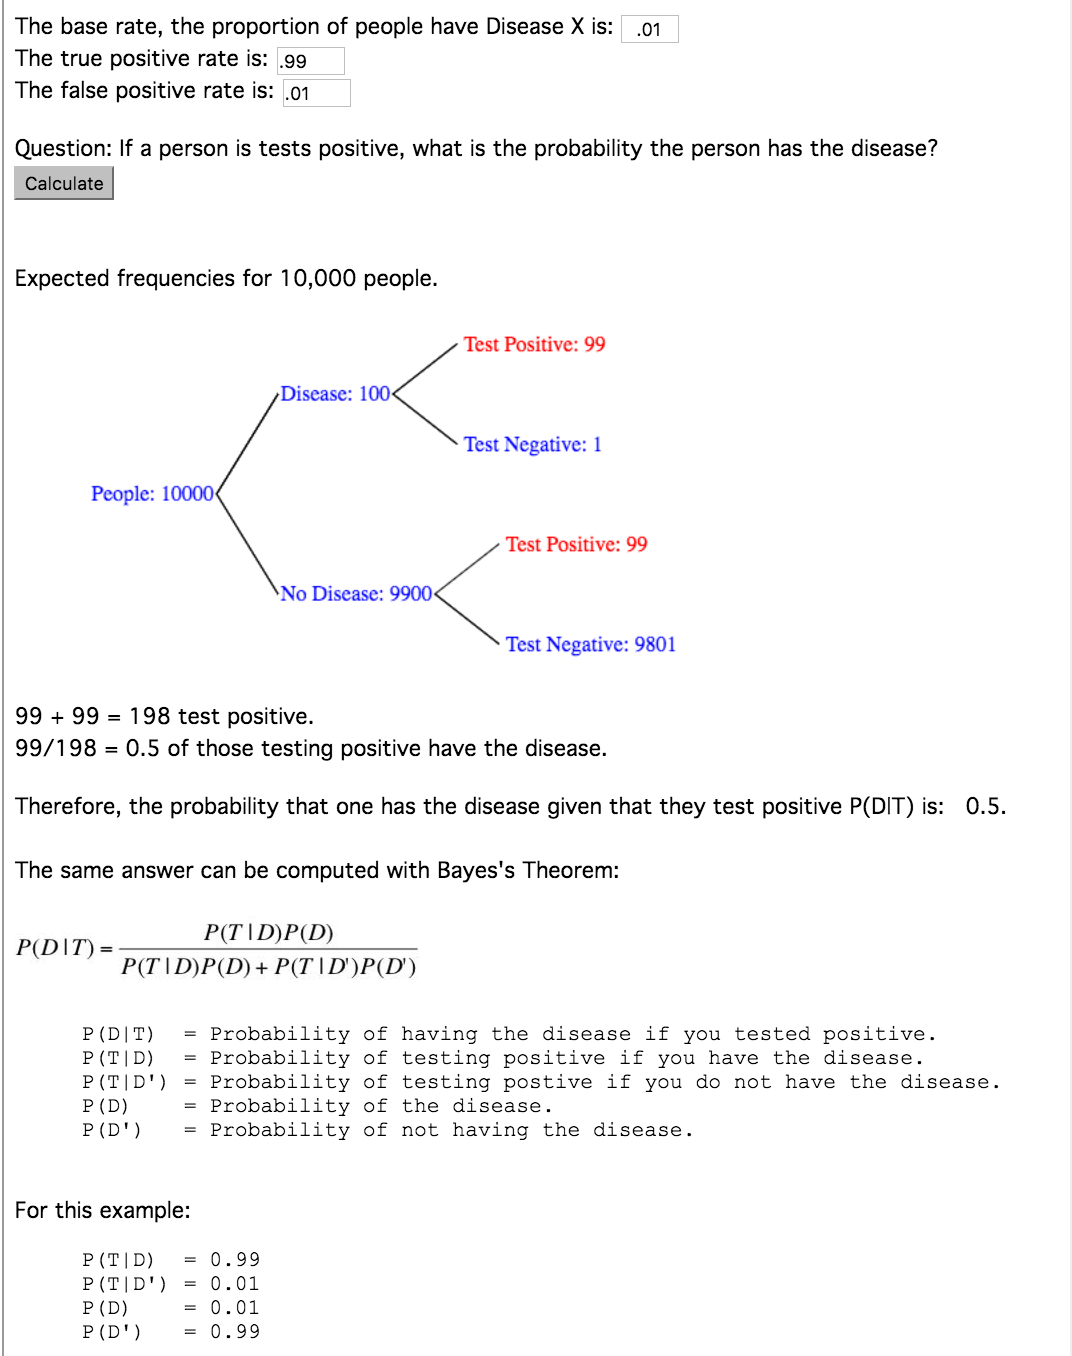 The base rate, the proportion of people have Disease X is: .01
The true positive rate is: .99
The false positive rate is: .01
Question: If a person is tests positive, what is the probability the person has the disease?
Calculate
Expected frequencies for 10,000 people.
Test Positive: 99
Disease: 100
Test Negative: 1
People: 10000
Test Positive: 99
No Disease: 9900
Test Negative: 9801
99 + 99 = 198 test positive.
99/198 = 0.5 of those testing positive have the disease.
Therefore, the probability that one has the disease given that they test positive P(D|T) is: 0.5.
The same answer can be computed with Bayes's Theorem:
P(T|D)P(D)
P(D|T) =
P(T|D)P(D) + P(T|D')P(D')
P(D|T) = Probability of having the disease if you tested positive.
P(T|D) = Probability of testing positive if you have the disease.
P(T|D') = Probability of testing postive if you do not have the disease.
P(D) = Probability of the disease.
P(D') = Probability of not having the disease.
For this example:
P(T|D) = 0.99
P(T|D') = 0.01
P(D) = 0.01
P(D') = 0.99